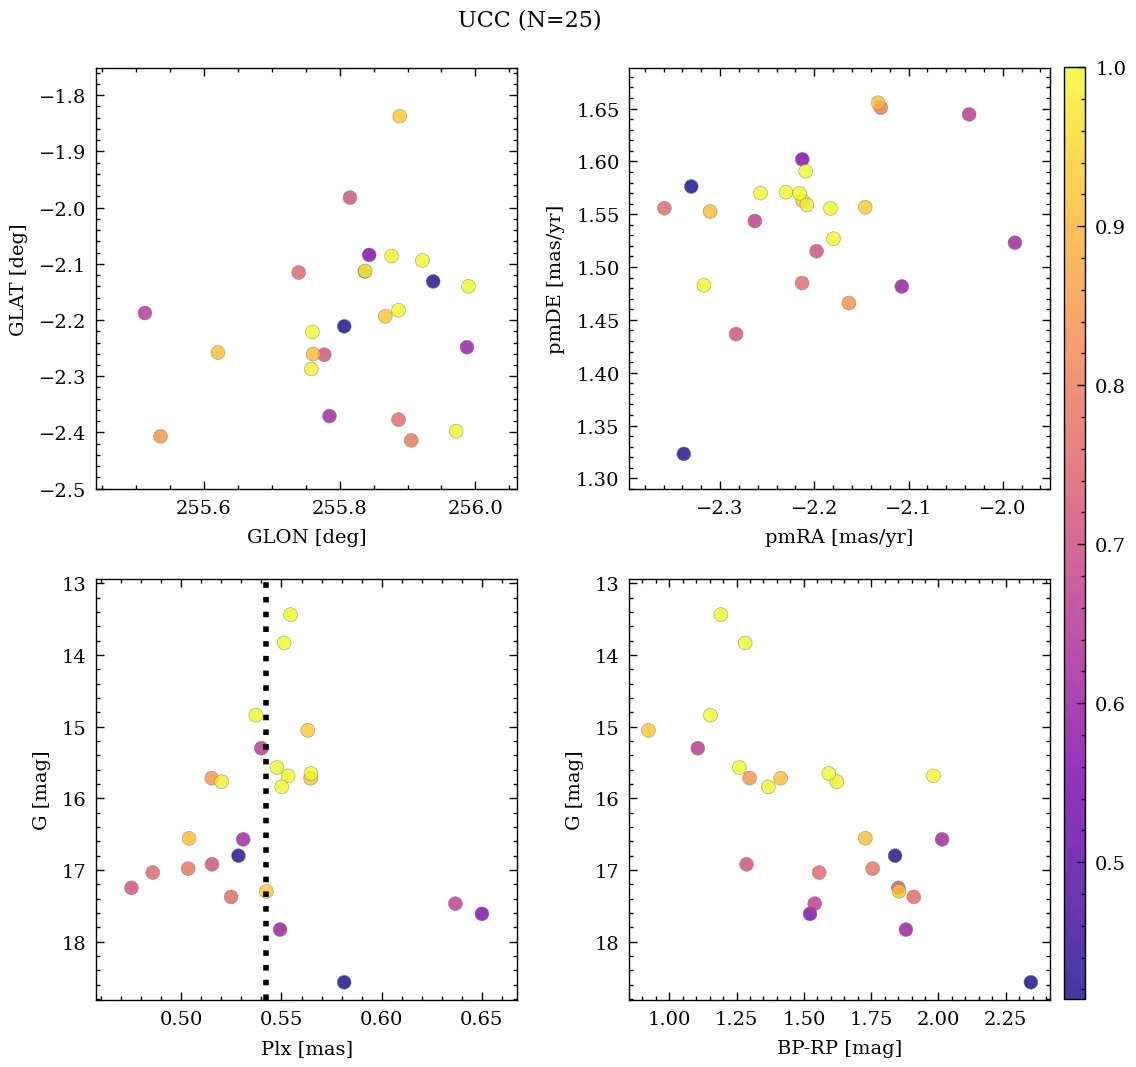 UCC (N=25)
−1.8
−1.9
−2.0
−2.1
−2.2
−2.3
−2.4
−2.5
GLAT [deg]
255.6 255.8 256.0
GLON [deg]
1.65
1.60
1.55
1.50
1.45
1.40
1.35
1.30
pmDE [mas/yr]
−2.3 −2.2 −2.1 −2.0
pmRA [mas/yr]
1.0
0.9
0.8
0.7
0.6
0.5
13
14
15
16
17
18
G [mag]
0.50 0.55 0.60 0.65
Plx [mas]
13
14
15
16
17
18
G [mag]
1.00 1.25 1.50 1.75 2.00 2.25
BP-RP [mag]